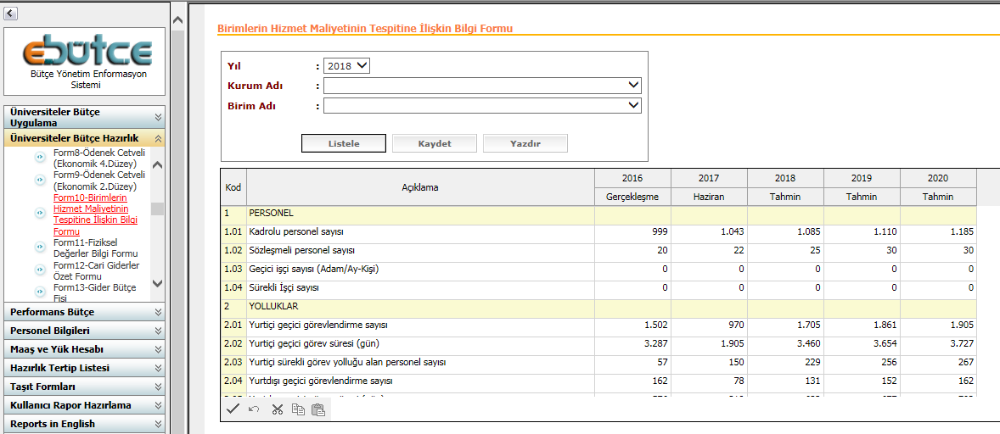 e-bütçe
Bütçe Yönetim Enformasyon
Sistemi
Üniversiteler Bütçe
Uygulama
Üniversiteler Bütçe Hazırlık
Form8-Ödenek Cetveli
(Ekonomik 4.Düzey)
Form9-Ödenek Cetveli
(Ekonomik 2.Düzey)
Form10-Birimlerin
Hizmet Maliyetinin
Tespitine İlişkin Bilgi
Formu
Form11-Fiziksel
Değerler Bilgi Formu
Form12-Cari Giderler
Özet Formu
Form13-Gider Bütçe
Fişi
Performans Bütçe
Personel Bilgileri
Maaş ve Yük Hesabı
Hazırlık Tertip Listesi
Taşıt Formları
Kullanıcı Rapor Hazırlama
Reports in English
Birimlerin Hizmet Maliyetinin Tespitine İlişkin Bilgi Formu
Yıl : 2018
Kurum Adı :
Birim Adı :
Listele Kaydet Yazdır
Kod Açıklama 2016 2017 2018 2019 2020
Gerçekleşme Haziran Tahmin Tahmin Tahmin
1 PERSONEL
1.01 Kadrolu personel sayısı 999 1.043 1.085 1.110 1.185
1.02 Sözleşmeli personel sayısı 20 22 25 30 30
1.03 Geçici işçi sayısı (Adam/Ay-Kişi) 0 0 0 0 0
1.04 Sürekli İşçi sayısı 0 0 0 0 0
2 YOLLUKLAR
2.01 Yurtiçi geçici görevlendirme sayısı 1.502 970 1.705 1.861 1.905
2.02 Yurtiçi geçici görev süresi (gün) 3.287 1.905 3.460 3.654 3.727
2.03 Yurtiçi sürekli görev yolluğu alan personel sayısı 57 150 229 256 267
2.04 Yurtdışı geçici görevlendirme sayısı 162 78 131 152 162